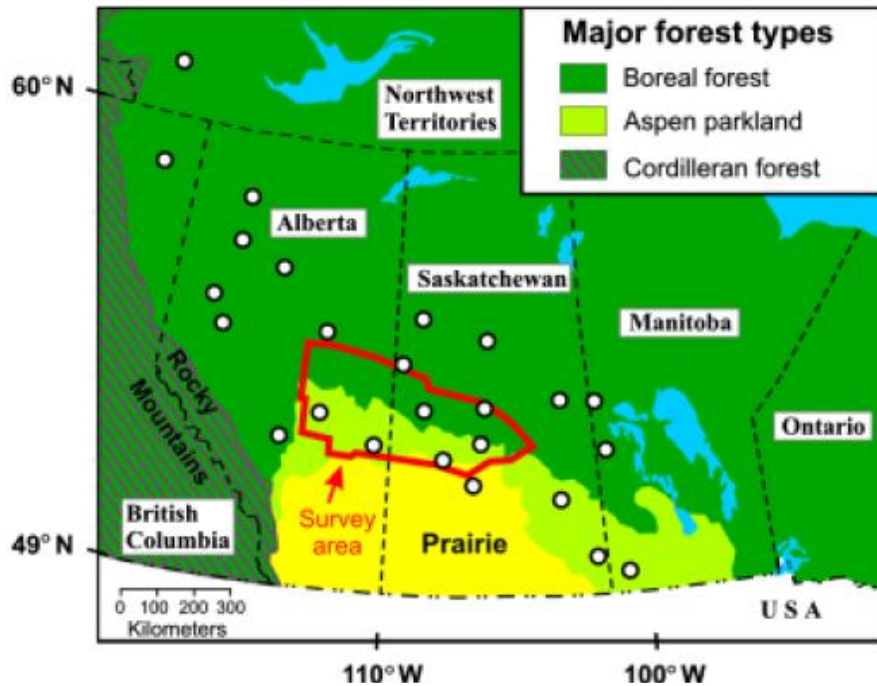 Major forest types
Boreal forest
Aspen parkland
Cordilleran forest
60° N
Northwest
Territories
Alberta
Saskatchewan
Manitoba
Rocky
Mountains
Ontario
British
Columbia
Survey
area
Prairie
49° N
0 100 200 300
Kilometers
U S A
110° W
100° W